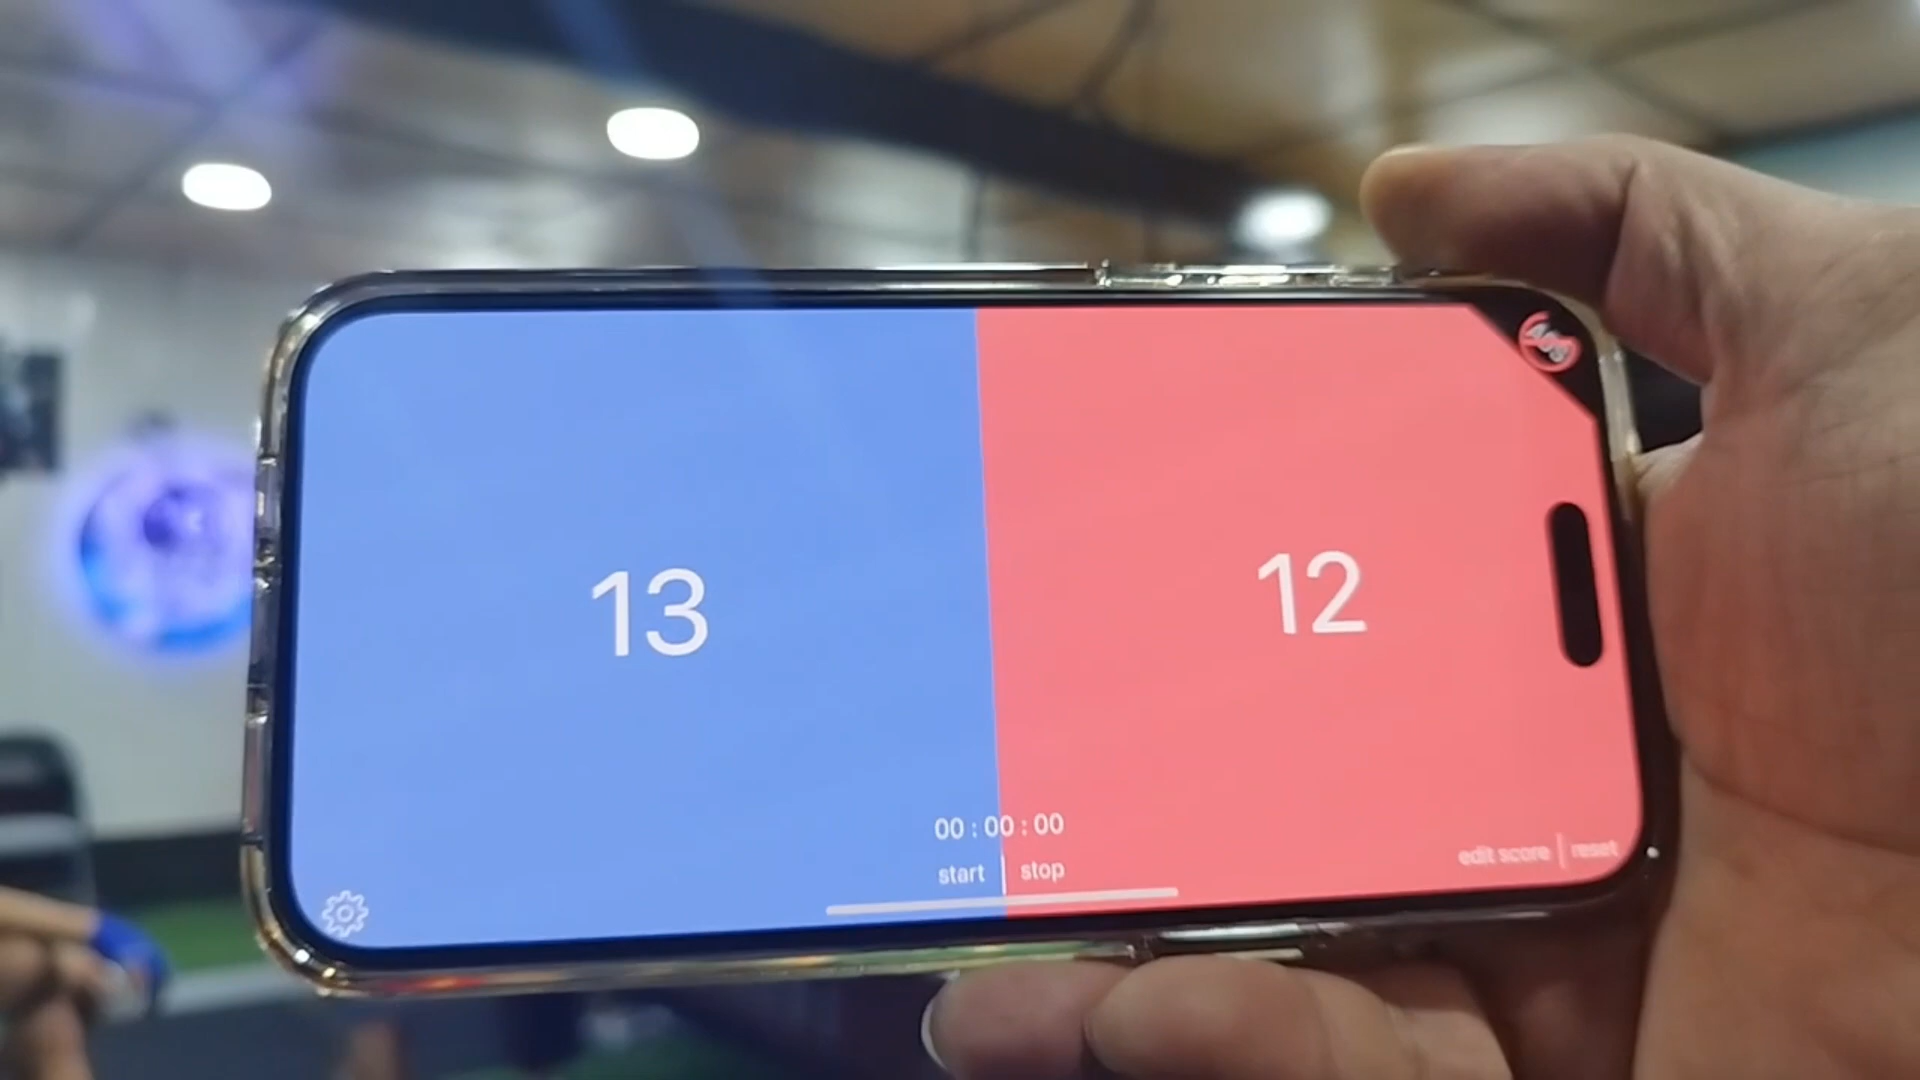 13
12
00 : 00 : 00
start | stop
edit score | reset